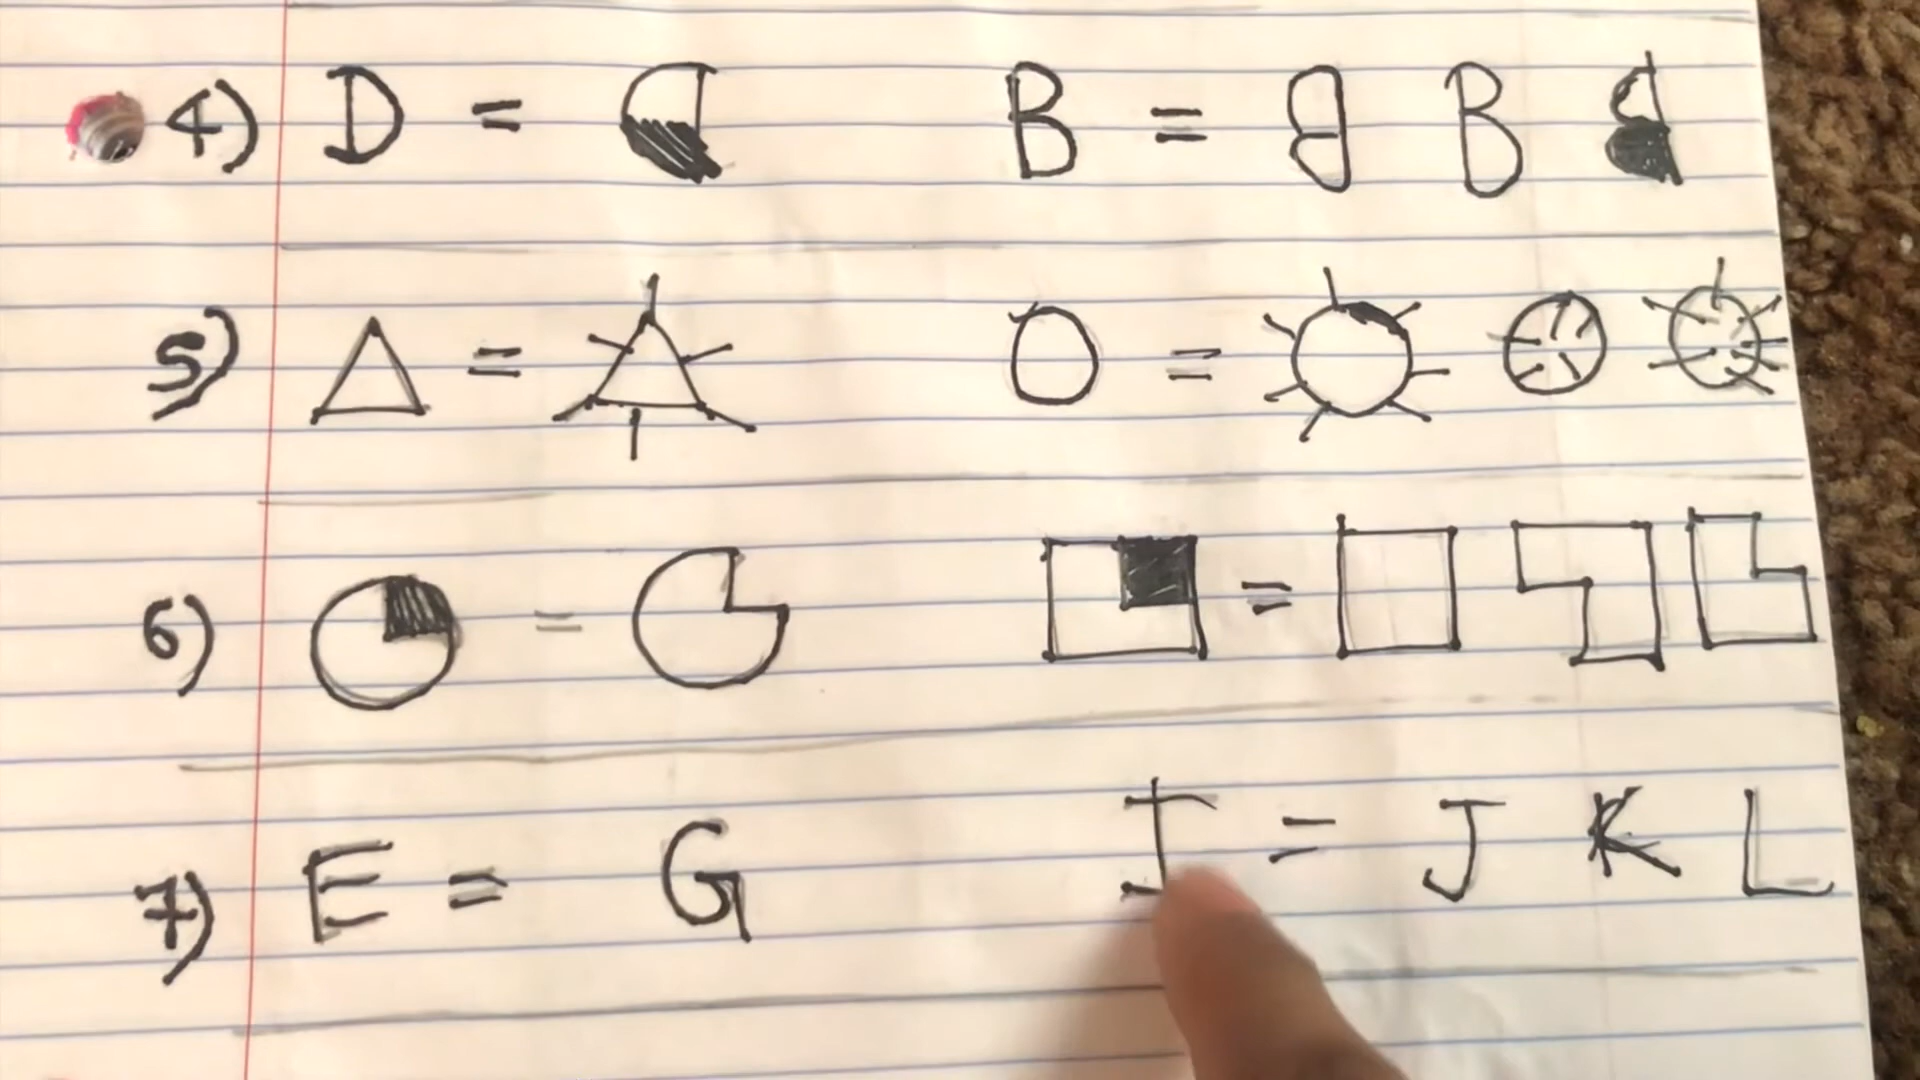 4) D = B = B
5) = O =
6) = =
7) E = G I = J K L